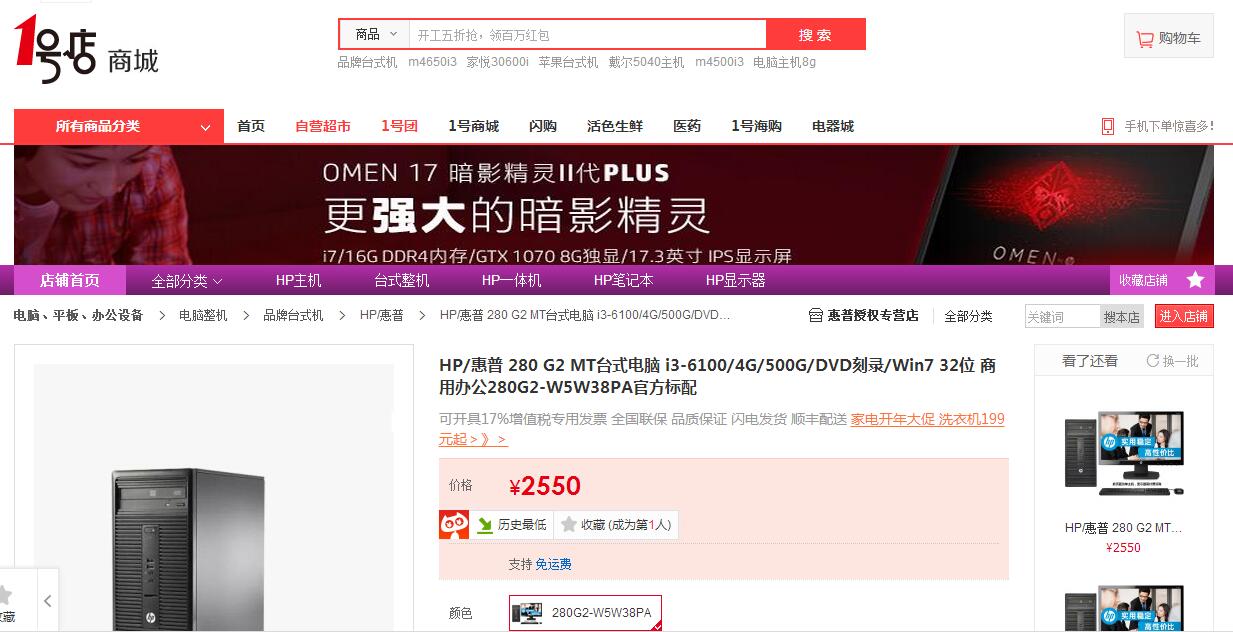 1号店 商城
商品
开工五折抢，领百万红包
搜 索
购物车
品牌台式机 m4650i3 家悦30600i 苹果台式机 戴尔5040主机 m4500i3 电脑主机8g
所有商品分类
首页 自营超市 1号团 1号商城 闪购 活色生鲜 医药 1号海购 电器城
手机下单惊喜多!
OMEN 17 暗影精灵II代PLUS
更强大的暗影精灵
i7/16G DDR4内存/GTX 1070 8G独显/17.3英寸 IPS显示屏
OMEN
店铺首页 全部分类 HP主机 台式整机 HP一体机 HP笔记本 HP显示器 收藏店铺
电脑、平板、办公设备 > 电脑整机 > 品牌台式机 > HP/惠普 > HP/惠普 280 G2 MT台式电脑 i3-6100/4G/500G/DVD...
惠普授权专营店 全部分类 关键词 搜本店 进入店铺
HP/惠普 280 G2 MT台式电脑 i3-6100/4G/500G/DVD刻录/Win7 32位 商
用办公280G2-W5W38PA官方标配
可开具17%增值税专用发票 全国联保 品质保证 闪电发货 顺丰配送 家电开年大促 洗衣机199
元起 > 》 >
价格 ¥2550
历史最低 收藏 (成为第1人)
支持 免运费
颜色 280G2-W5W38PA
看了还看 换一批
实用稳定
高性价比
HP/惠普 280 G2 MT...
¥2550
实用稳定
高性价比
藏
hp